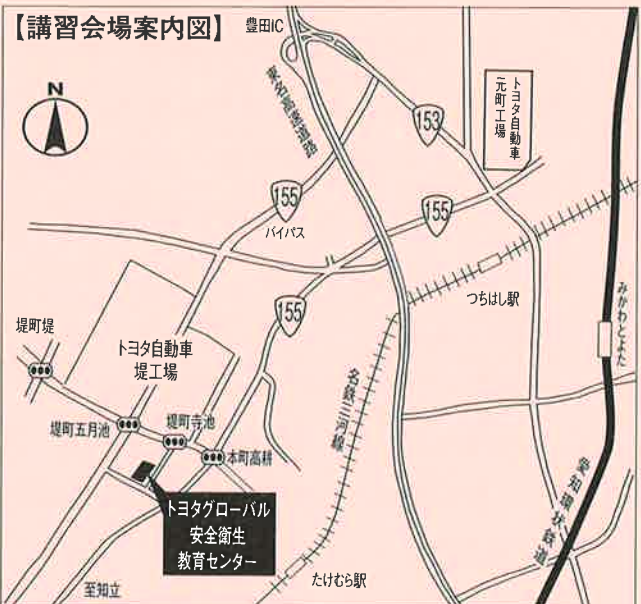 【講習会場案内図】
豊田IC
N
東名高速道路
153
トヨタ自動車
元町工場
155
バイパス
155
155
つちはし駅
みかわとよた
堤町堤
トヨタ自動車
堤工場
名鉄三河線
堤町五月池
堤町寺池
本町高耕
愛知環状鉄道
トヨタグローバル
安全衛生
教育センター
たけむら駅
至知立